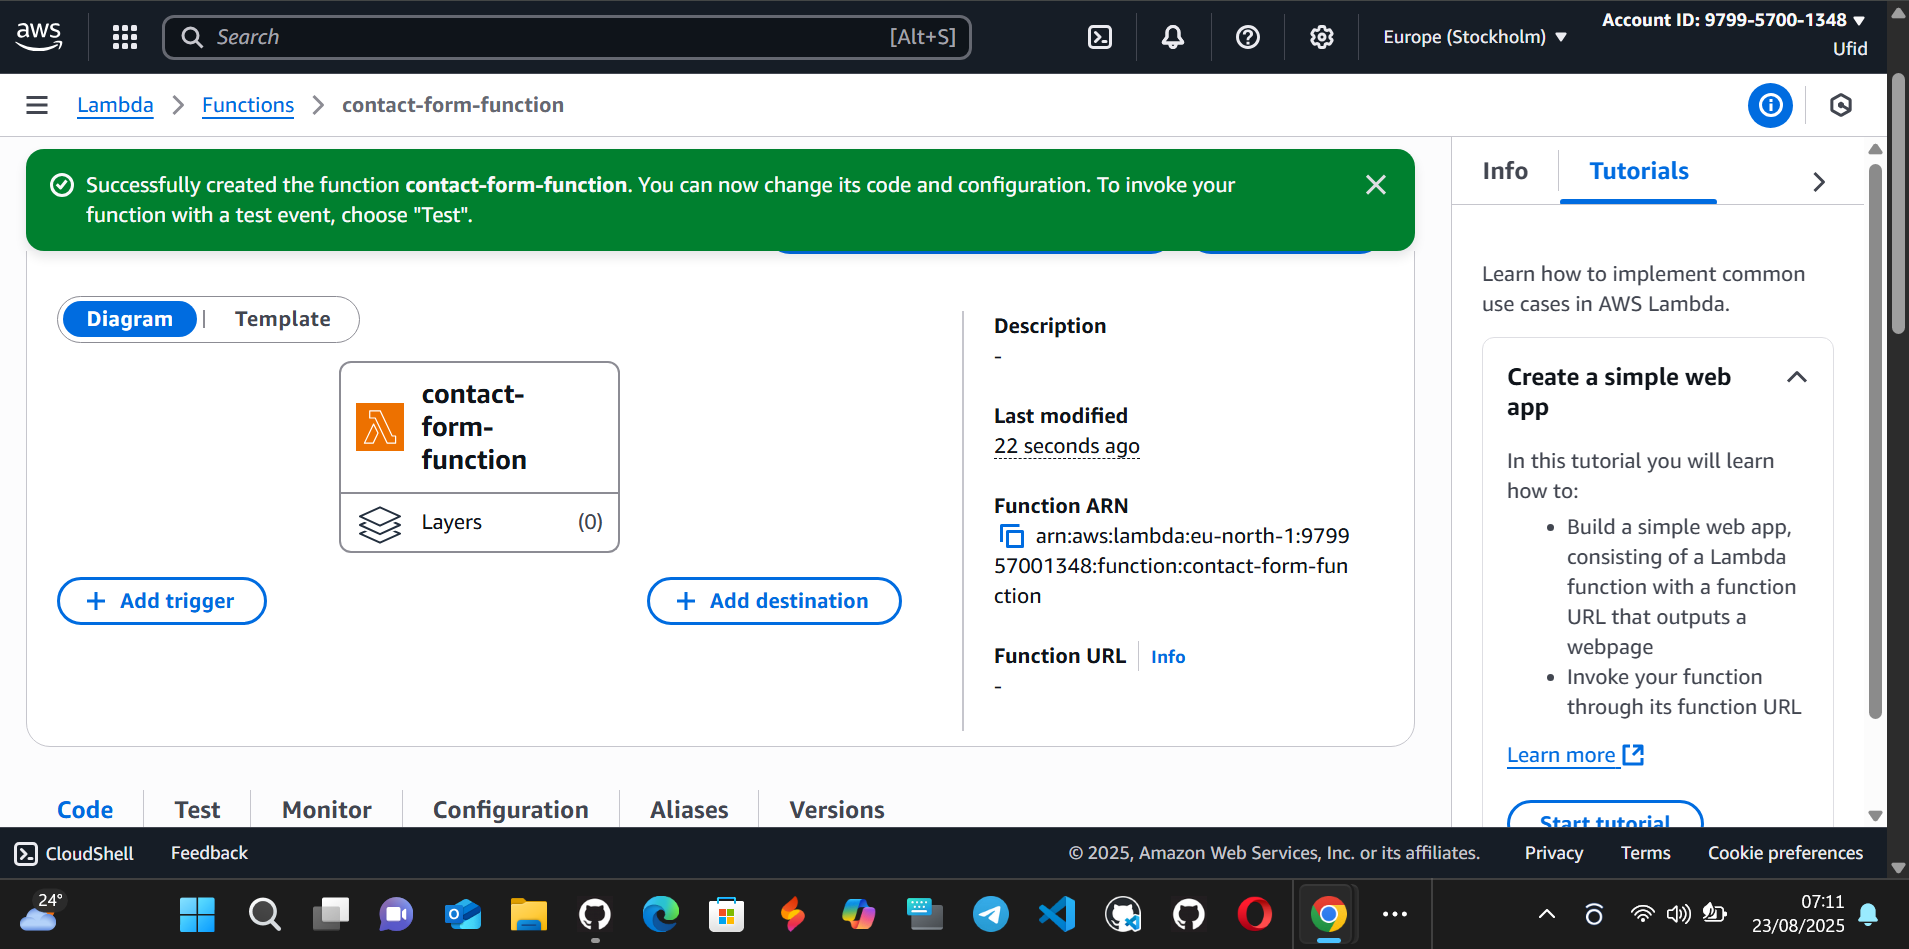 aws
Search
[Alt+S]
Europe (Stockholm)
Account ID: 9799-5700-1348
Ufid
Lambda
Functions
contact-form-function
Successfully created the function contact-form-function. You can now change its code and configuration. To invoke your
function with a test event, choose "Test".
Diagram
Template
contact-
form-
function
Layers
(0)
Add trigger
Add destination
Description
-
Last modified
22 seconds ago
Function ARN
arn:aws:lambda:eu-north-1:9799
57001348:function:contact-form-fun
ction
Function URL
Info
-
Code
Test
Monitor
Configuration
Aliases
Versions
Info
Tutorials
Learn how to implement common
use cases in AWS Lambda.
Create a simple web
app
In this tutorial you will learn
how to:
Build a simple web app,
consisting of a Lambda
function with a function
URL that outputs a
webpage
Invoke your function
through its function URL
Learn more
Start tutorial
CloudShell
Feedback
© 2025, Amazon Web Services, Inc. or its affiliates.
Privacy
Terms
Cookie preferences
24°
07:11
23/08/2025